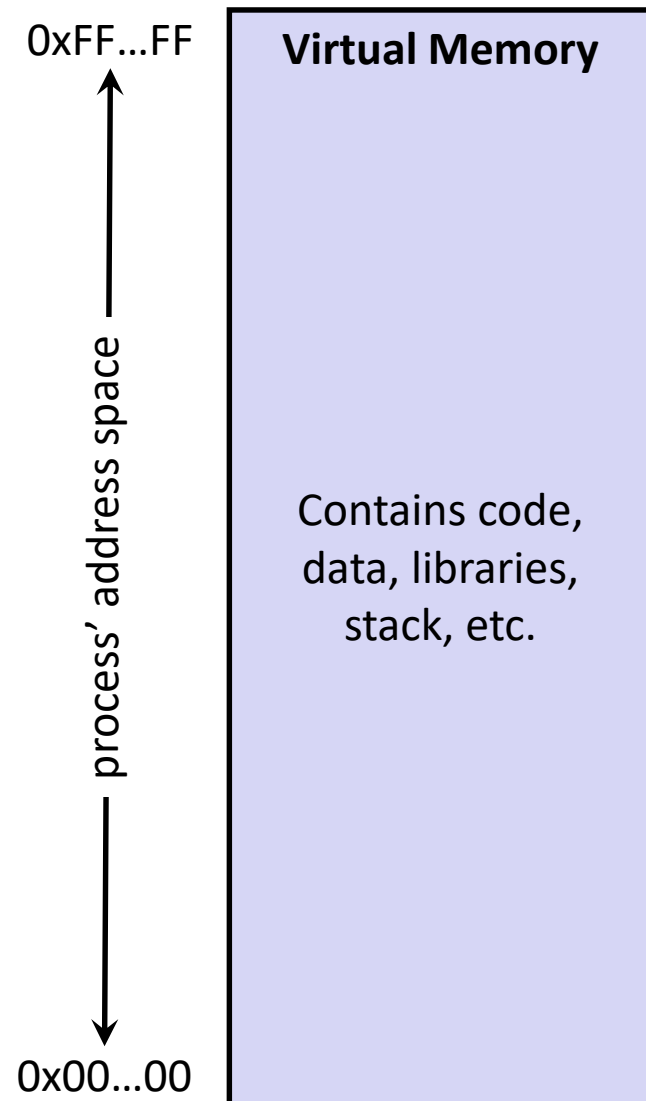 0xFF…FF
Virtual Memory
process’ address space
Contains code,
data, libraries,
stack, etc.
0x00…00